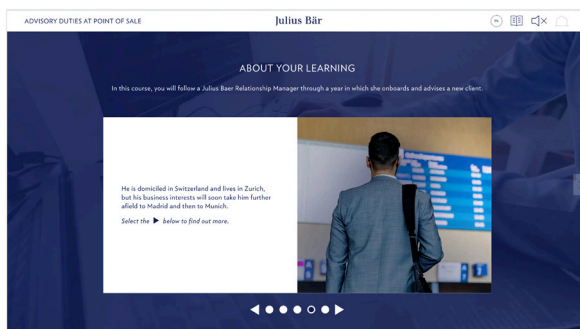 ADVISORY DUTIES AT POINT OF SALE
Julius Bär
ABOUT YOUR LEARNING
In this course, you will follow a Julius Baer Relationship Manager through a year in which she onboards and advises a new client.
He is domiciled in Switzerland and lives in Zurich,
but his business interests will soon take him further
afield to Madrid and then to Munich.
Select the ▶ below to find out more.